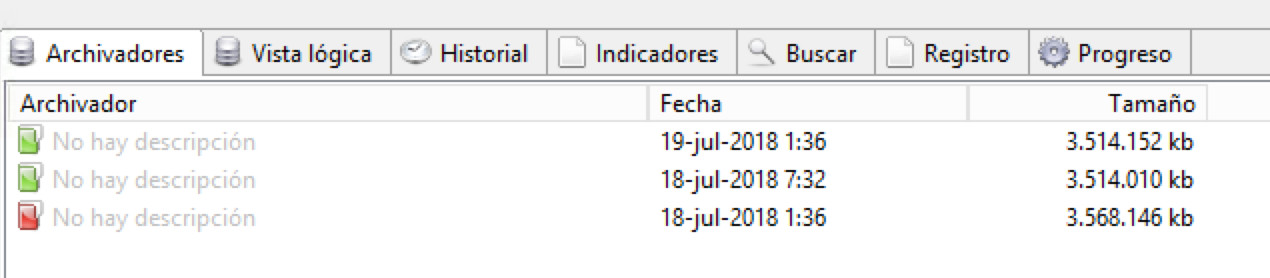 Archivadores Vista lógica Historial Indicadores Buscar Registro Progreso
Archivador Fecha Tamaño
No hay descripción 19-jul-2018 1:36 3.514.152 kb
No hay descripción 18-jul-2018 7:32 3.514.010 kb
No hay descripción 18-jul-2018 1:36 3.568.146 kb